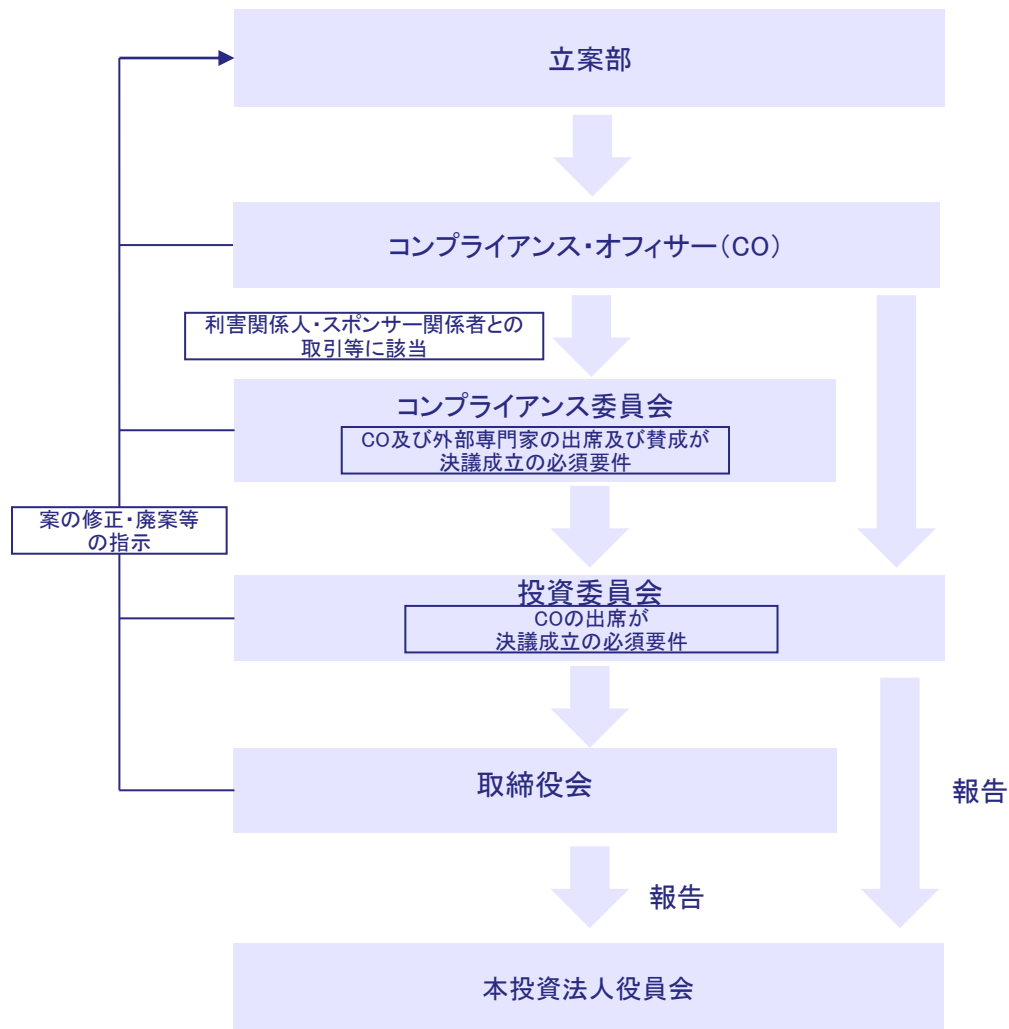 立案部
コンプライアンス・オフィサー（CO）
利害関係人・スポンサー関係者との
取引等に該当
コンプライアンス委員会
CO及び外部専門家の出席及び賛成が
決議成立の必須要件
案の修正・廃案等
の指示
投資委員会
COの出席が
決議成立の必須要件
取締役会
報告
報告
本投資法人役員会